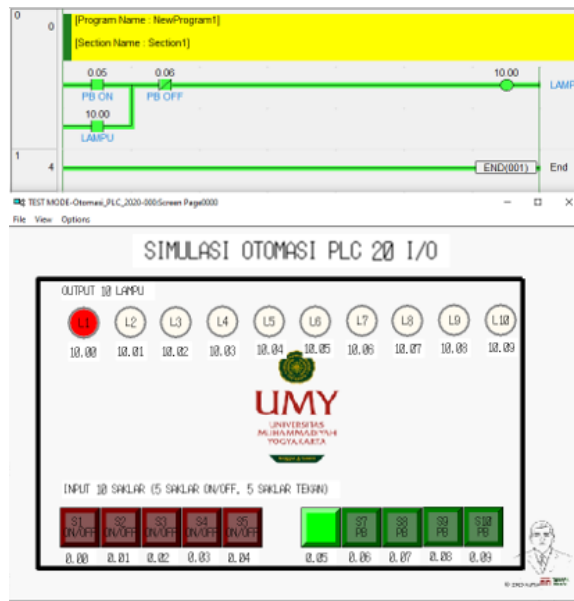 0
0
[Program Name : NewProgram1]
[Section Name : Section1]
0.05 0.06 10.00
PB ON PB OFF LAMP
10.00
LAMPU
1
4
END(001) End
TEST MODE-Otomasi_PLC_2020-000:Screen Page0000
File View Options
SIMULASI OTOMASI PLC 20 I/O
OUTPUT 10 LAMPU
L1 L2 L3 L4 L5 L6 L7 L8 L9 L10
10.00 10.01 10.02 10.03 10.04 10.05 10.06 10.07 10.08 10.09
UMY
UNIVERSITAS
MUHAMMADIYAH
YOGYAKARTA
INPUT 10 SAKLAR (5 SAKLAR ON/OFF, 5 SAKLAR TEKAN)
S1 S2 S3 S4 S5 S7 S8 S9 S10
ON/OFF ON/OFF ON/OFF ON/OFF ON/OFF PB PB PB PB
0.00 0.01 0.02 0.03 0.04 0.05 0.06 0.07 0.08 0.09